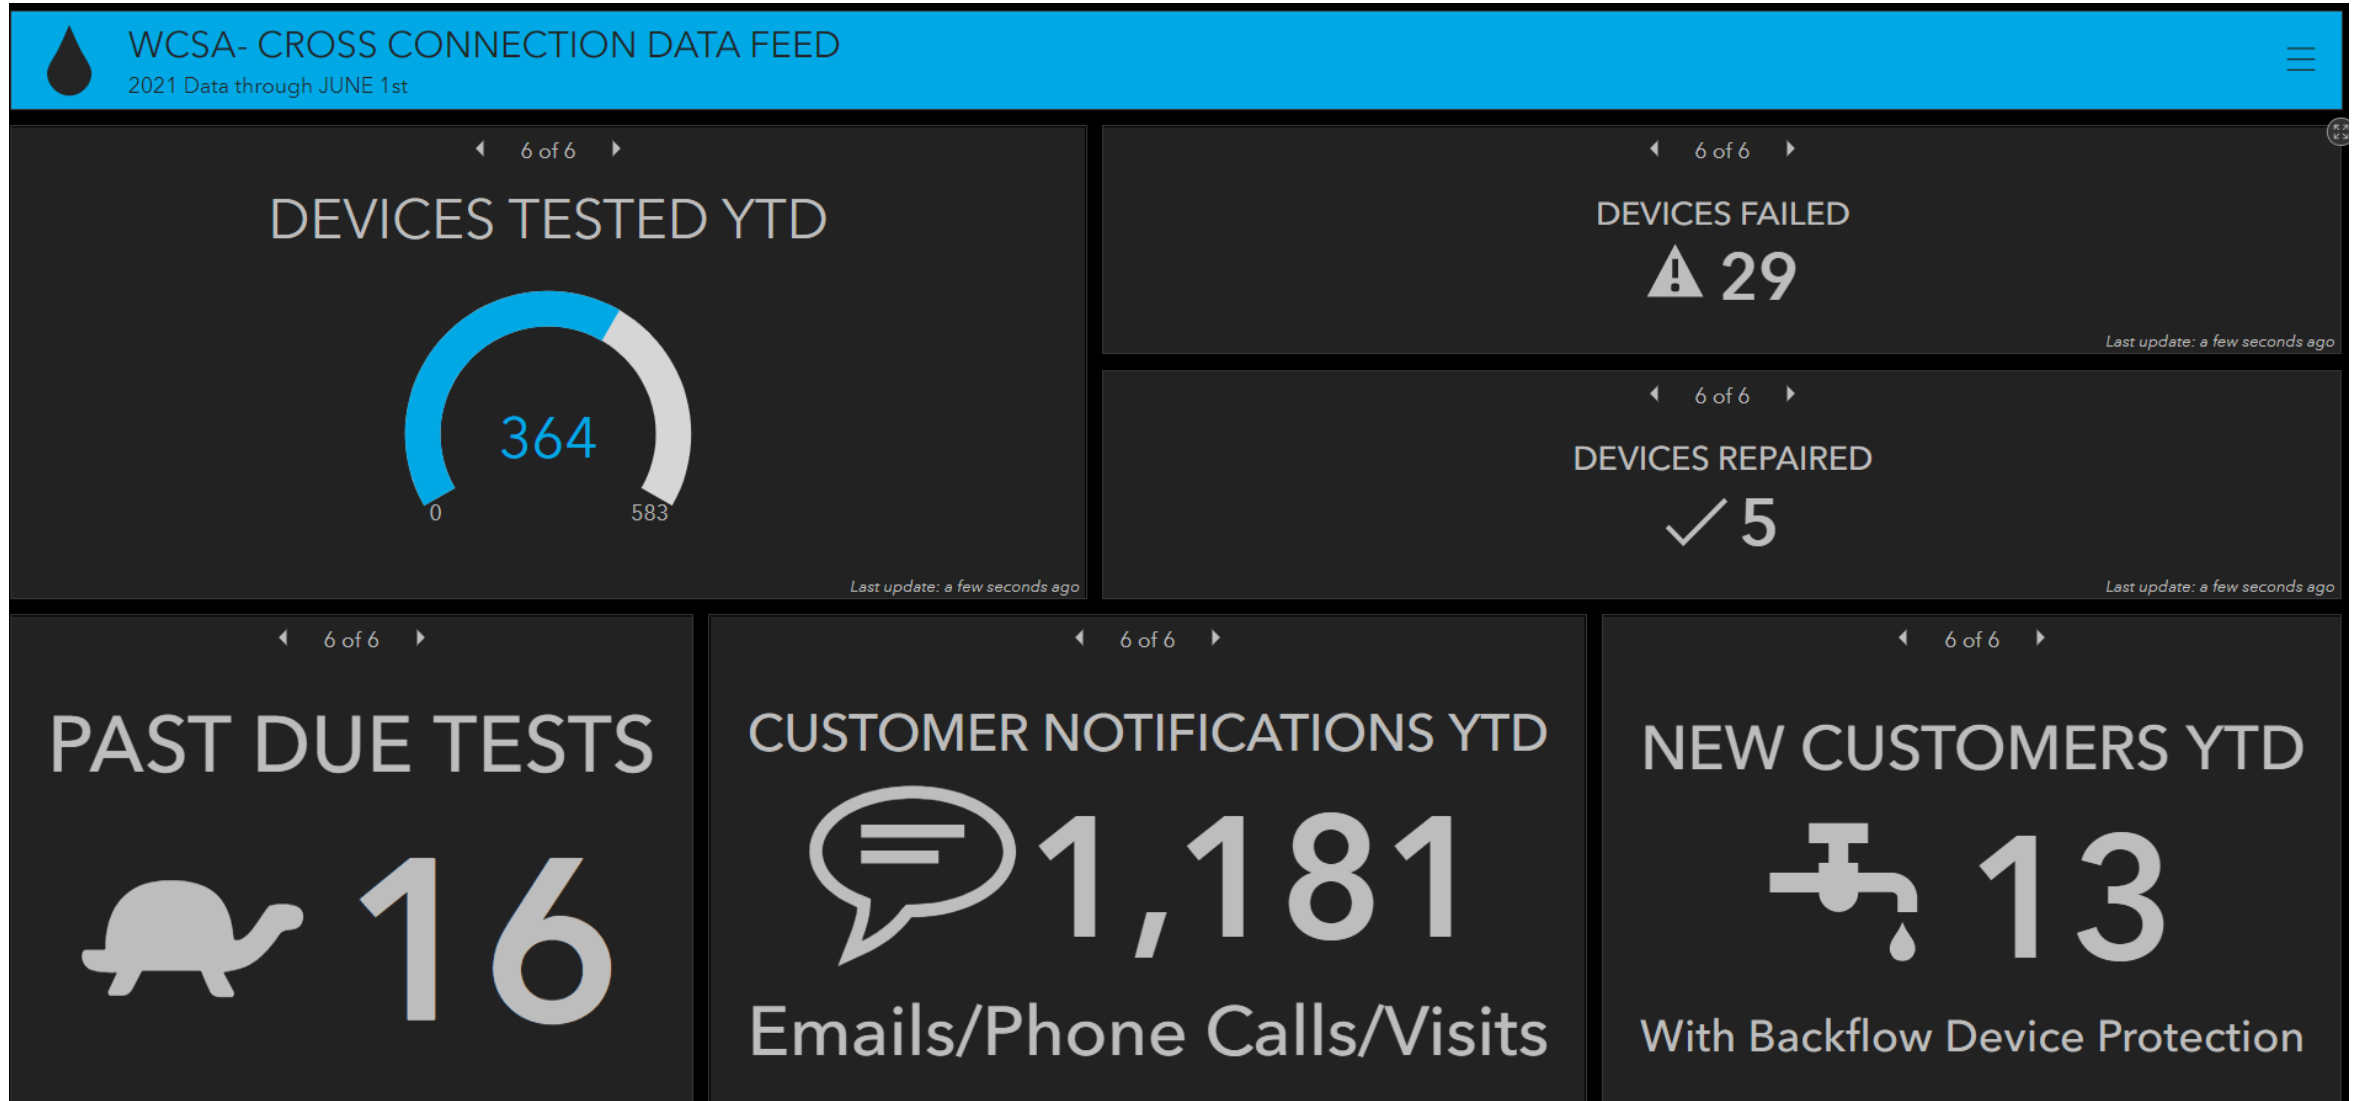 WCSA- CROSS CONNECTION DATA FEED
2021 Data through JUNE 1st
6 of 6
DEVICES TESTED YTD
364
0
583
Last update: a few seconds ago
6 of 6
DEVICES FAILED
29
Last update: a few seconds ago
6 of 6
DEVICES REPAIRED
5
Last update: a few seconds ago
6 of 6
PAST DUE TESTS
16
6 of 6
CUSTOMER NOTIFICATIONS YTD
1,181
Emails/Phone Calls/Visits
6 of 6
NEW CUSTOMERS YTD
13
With Backflow Device Protection